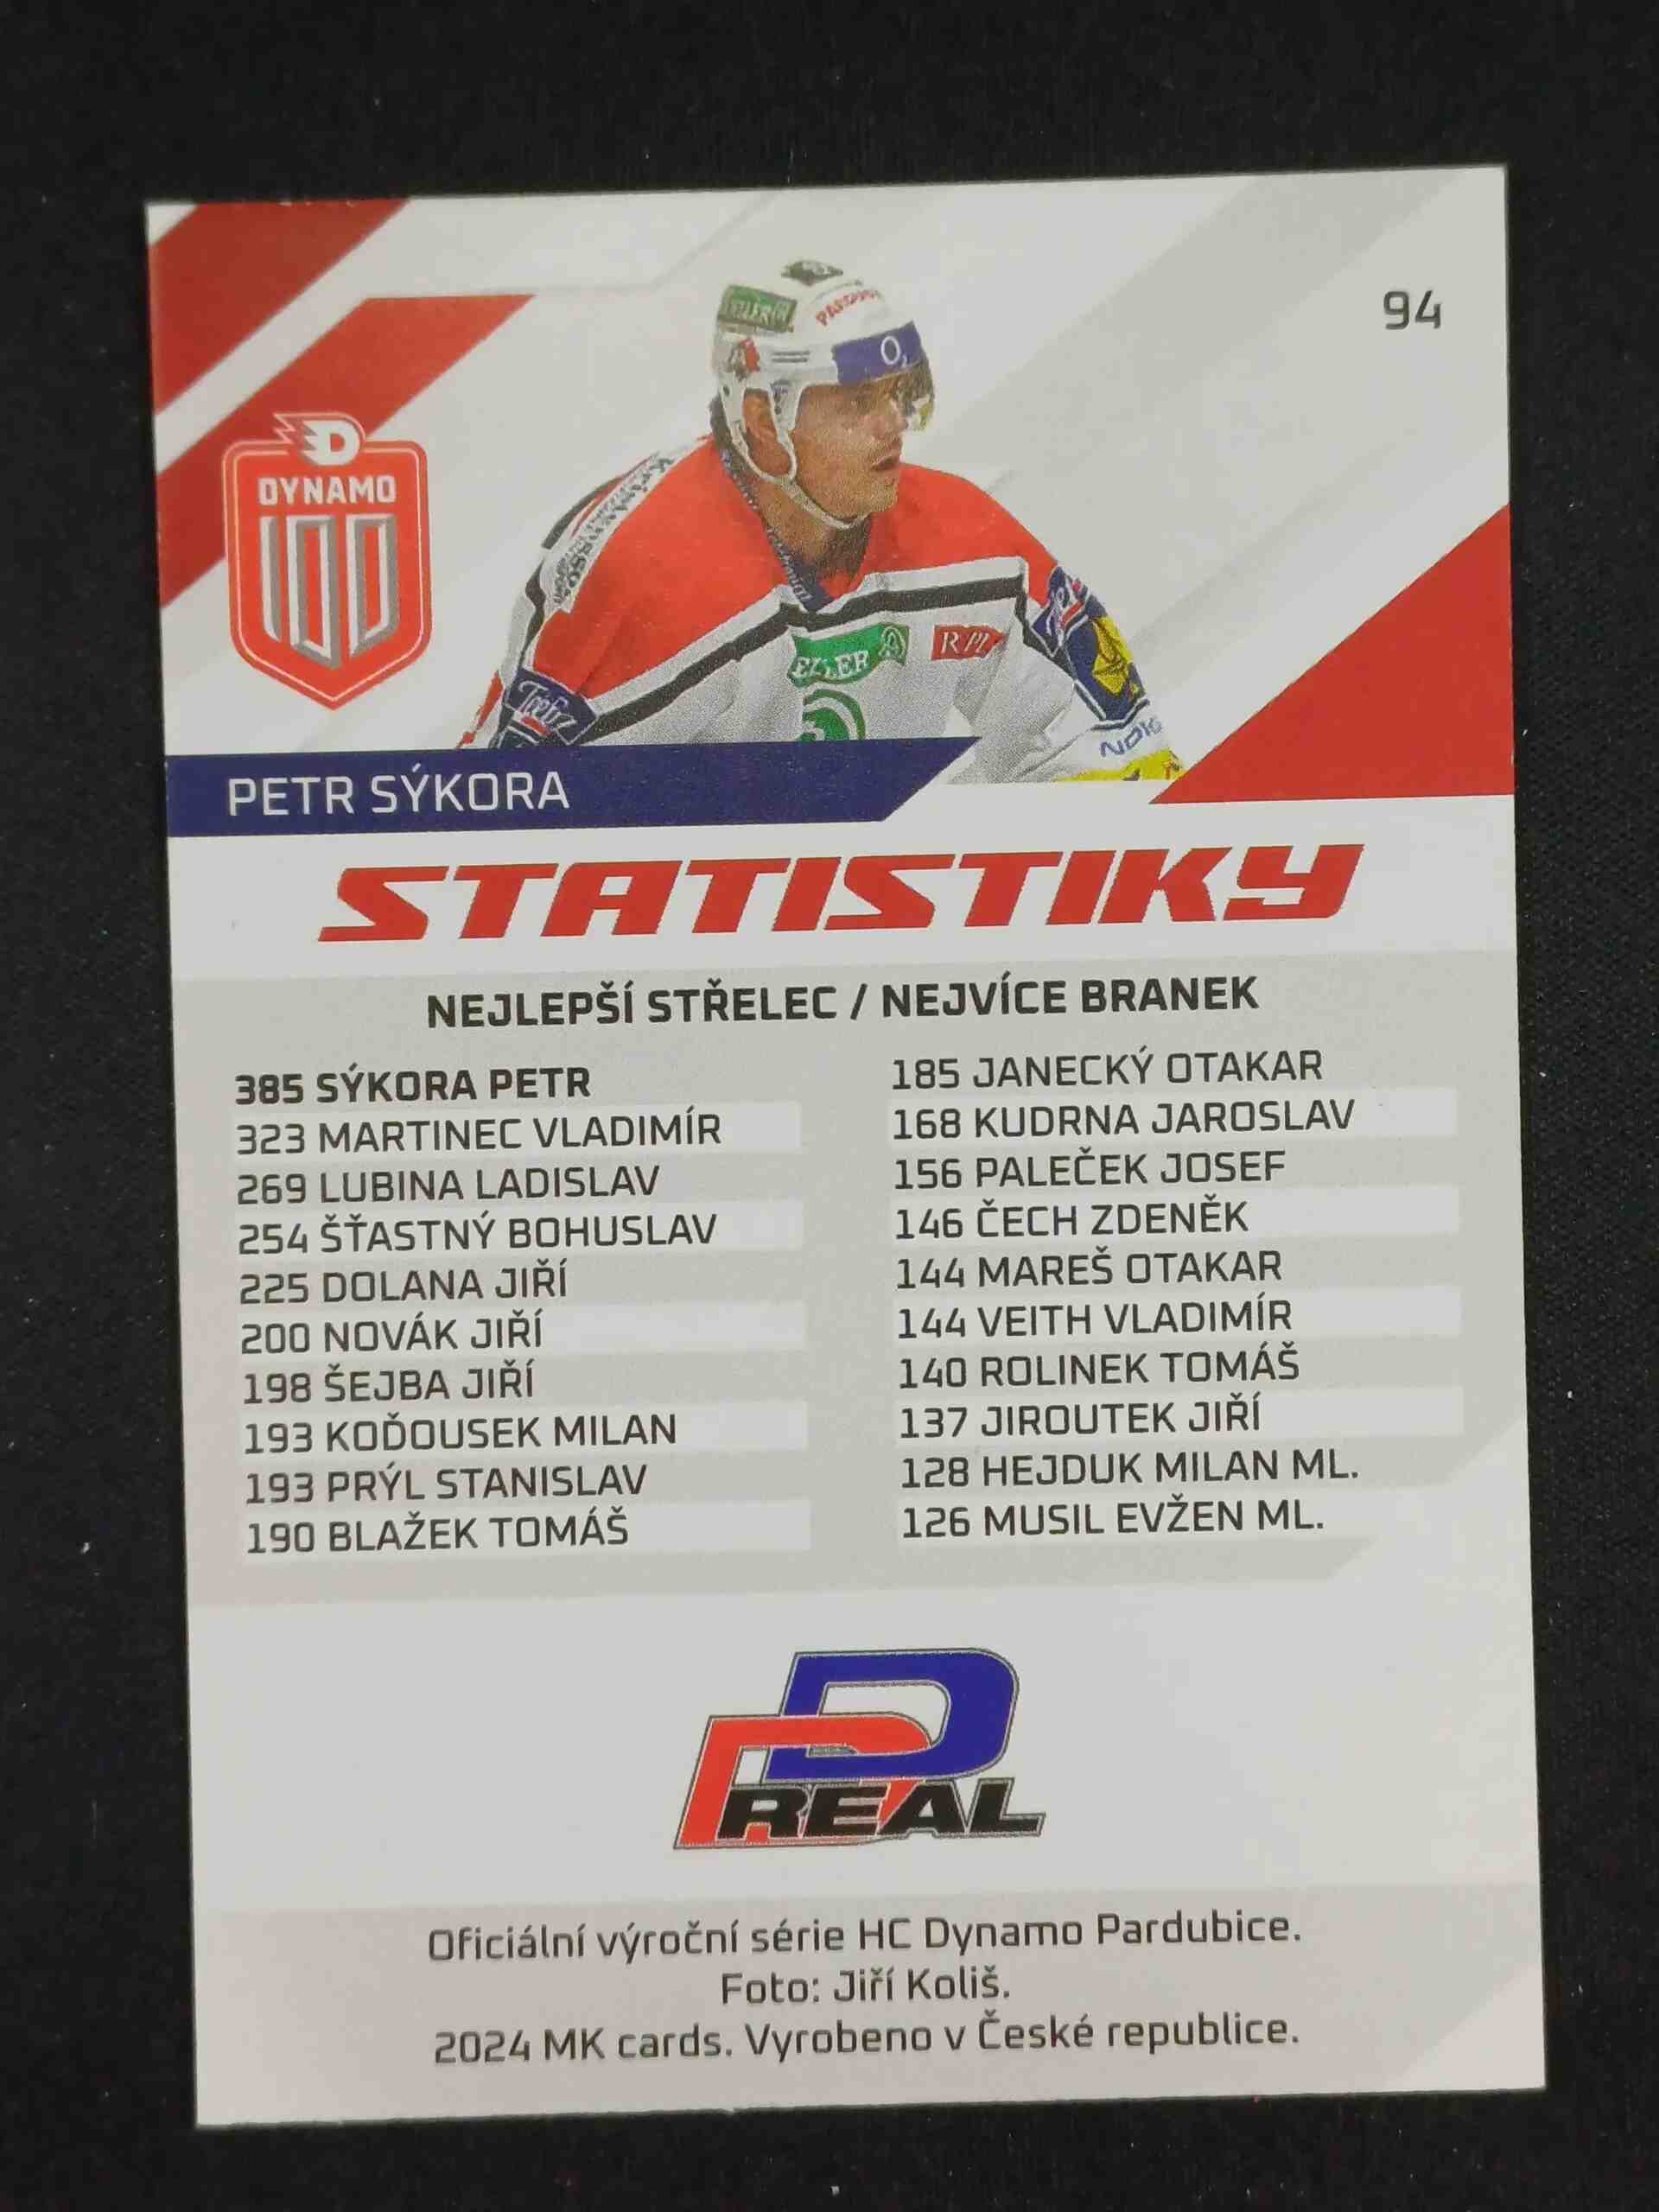 94
DYNAMO
100
O2
ELLER
PETR SÝKORA
STATISTIKY
NEJLEPŠÍ STŘELEC / NEJVÍCE BRANEK
385 SÝKORA PETR
323 MARTINEC VLADIMÍR
269 LUBINA LADISLAV
254 ŠŤASTNÝ BOHUSLAV
225 DOLANA JIŘÍ
200 NOVÁK JIŘÍ
198 ŠEJBA JIŘÍ
193 KOĎOUSEK MILAN
193 PRÝL STANISLAV
190 BLAŽEK TOMÁŠ
185 JANECKÝ OTAKAR
168 KUDRNA JAROSLAV
156 PALEČEK JOSEF
146 ČECH ZDENĚK
144 MAREŠ OTAKAR
144 VEITH VLADIMÍR
140 ROLINEK TOMÁŠ
137 JIROUTEK JIŘÍ
128 HEJDUK MILAN ML.
126 MUSIL EVŽEN ML.
REAL
Oficiální výroční série HC Dynamo Pardubice.
Foto: Jiří Koliš.
2024 MK cards. Vyrobeno v České republice.